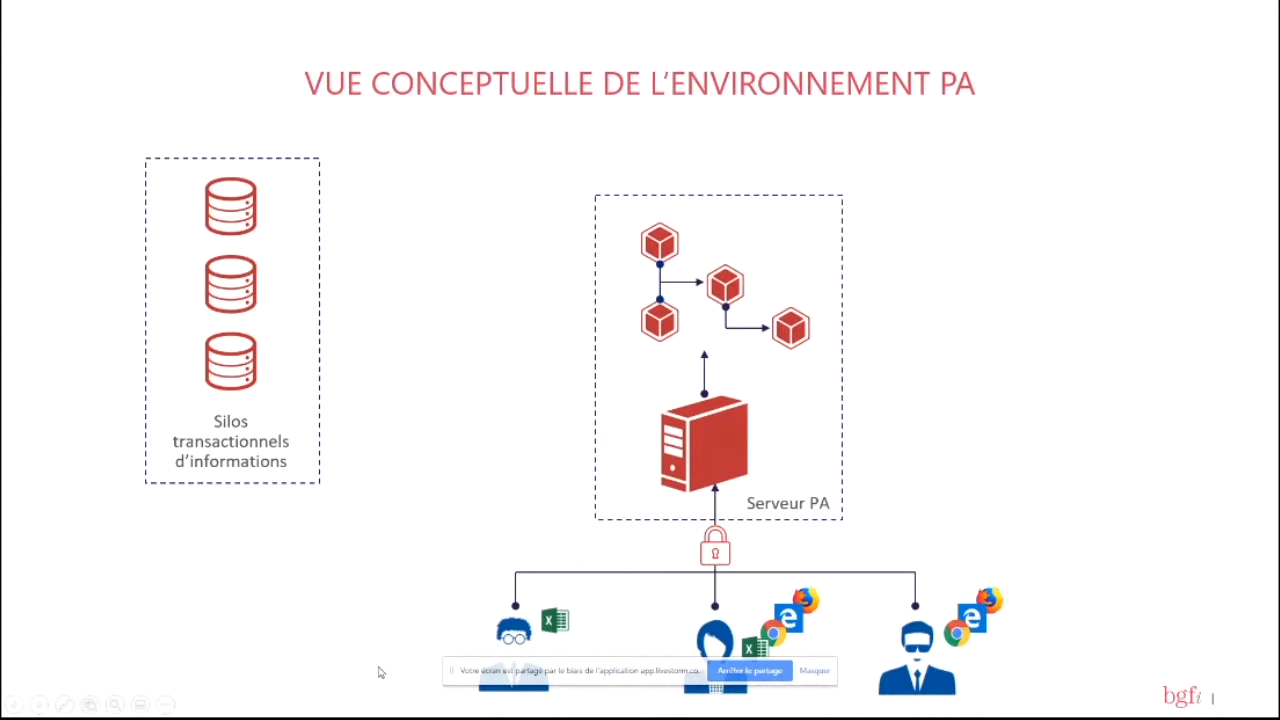 VUE CONCEPTUELLE DE L'ENVIRONNEMENT PA
Silos
transactionnels
d'informations
Serveur PA
Votre écran est partagé par le biais de l'application app.livestorm.co.
Arrêter le partage
Masquer
bgfi